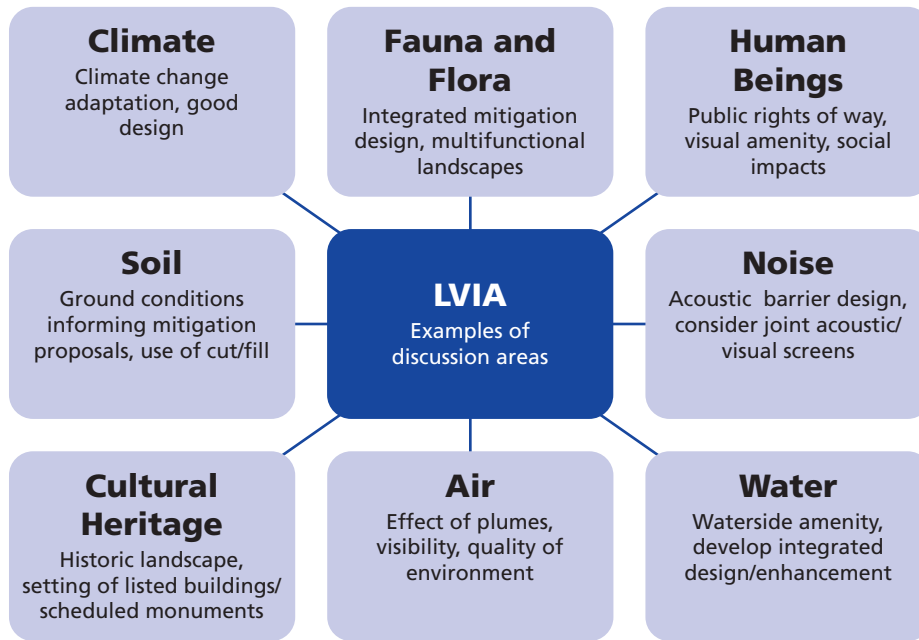 Climate
Climate change
adaptation, good
design
Fauna and
Flora
Integrated mitigation
design, multifunctional
landscapes
Human
Beings
Public rights of way,
visual amenity, social
impacts
Soil
Ground conditions
informing mitigation
proposals, use of cut/fill
LVIA
Examples of
discussion areas
Noise
Acoustic barrier design,
consider joint acoustic/
visual screens
Cultural
Heritage
Historic landscape,
setting of listed buildings/
scheduled monuments
Air
Effect of plumes,
visibility, quality of
environment
Water
Waterside amenity,
develop integrated
design/enhancement